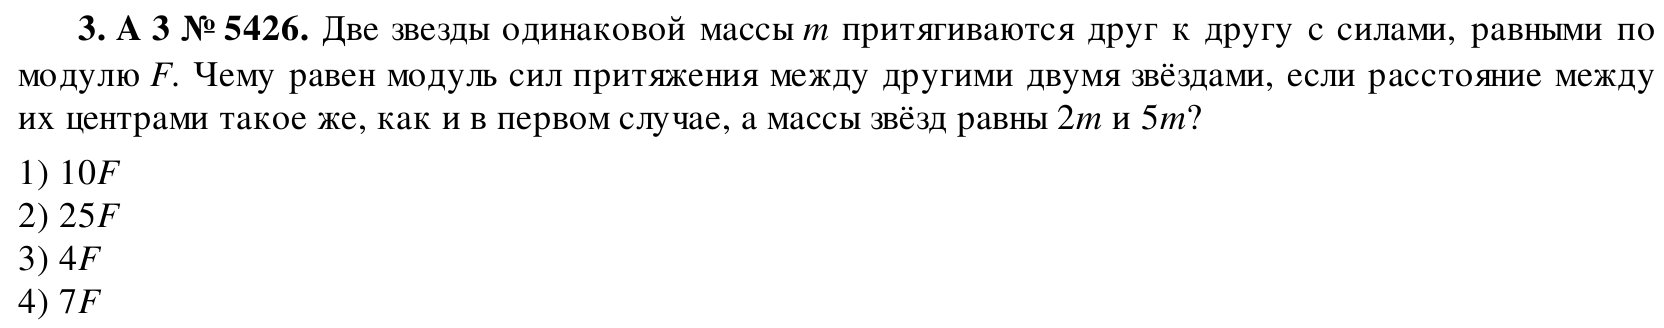 3. А 3 № 5426. Две звезды одинаковой массы m притягиваются друг к другу с силами, равными по
модулю F. Чему равен модуль сил притяжения между другими двумя звёздами, если расстояние между
их центрами такое же, как и в первом случае, а массы звёзд равны 2m и 5m?
1) 10F
2) 25F
3) 4F
4) 7F